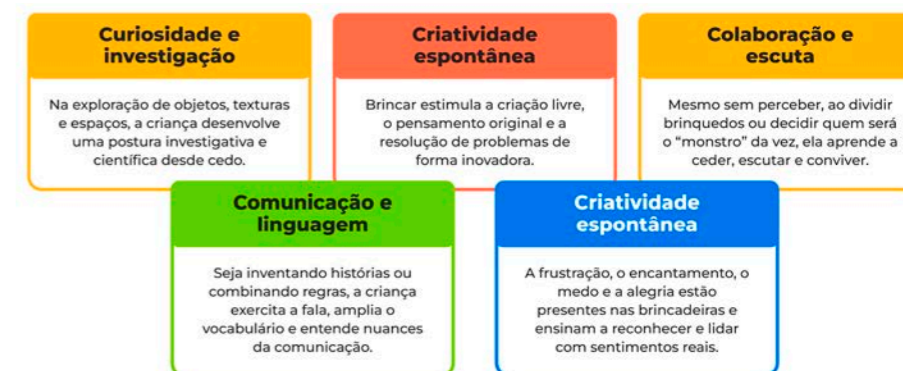 Curiosidade e
investigação
Na exploração de objetos, texturas
e espaços, a criança desenvolve
uma postura investigativa e
científica desde cedo.
Criatividade
espontânea
Brincar estimula a criação livre,
o pensamento original e a
resolução de problemas de
forma inovadora.
Colaboração e
escuta
Mesmo sem perceber, ao dividir
brinquedos ou decidir quem será
o “monstro” da vez, ela aprende a
ceder, escutar e conviver.
Comunicação e
linguagem
Seja inventando histórias ou
combinando regras, a criança
exercita a fala, amplia o
vocabulário e entende nuances
da comunicação.
Criatividade
espontânea
A frustração, o encantamento, o
medo e a alegria estão
presentes nas brincadeiras e
ensinam a reconhecer e lidar
com sentimentos reais.